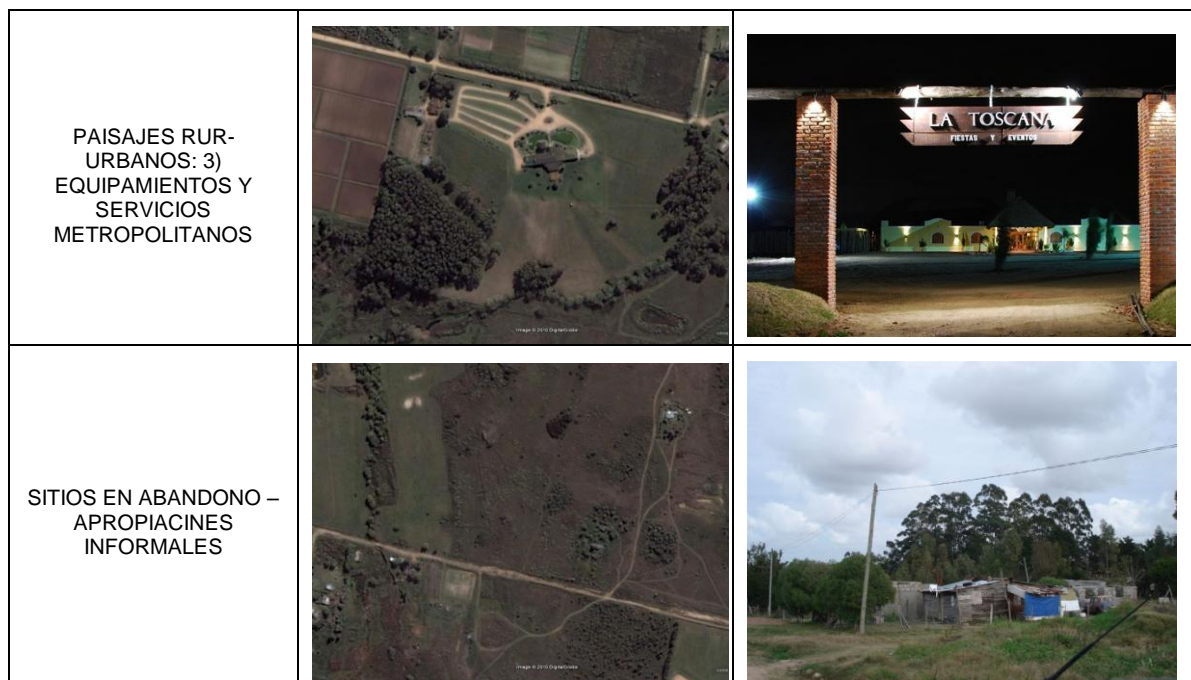 PAISAJES RUR-
URBANOS: 3)
EQUIPAMIENTOS Y
SERVICIOS
METROPOLITANOS
Image © 2010 DigitalGlobe
LA TOSCANA
FIESTAS Y EVENTOS
SITIOS EN ABANDONO –
APROPIACINES
INFORMALES
Image © 2010 DigitalGlobe